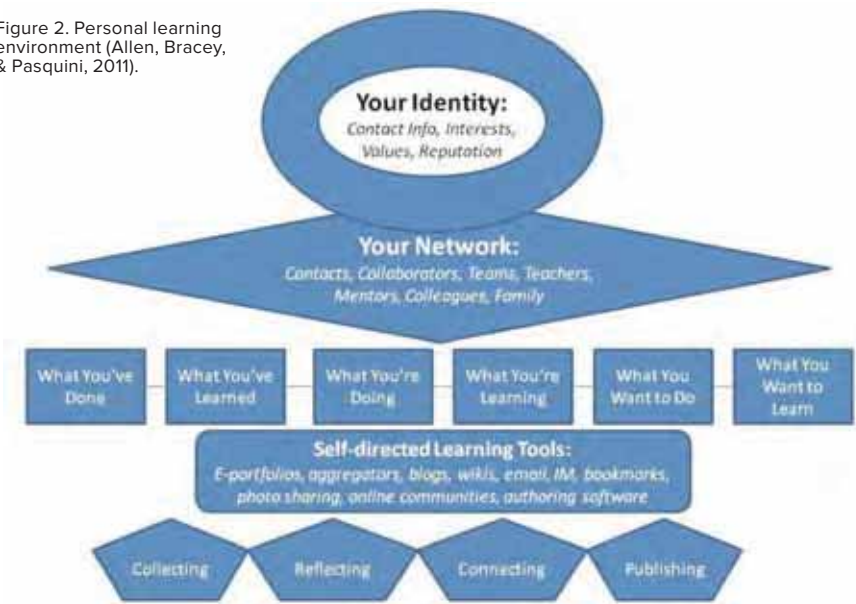 Figure 2. Personal learning
environment (Allen, Bracey,
& Pasquini, 2011).
Your Identity:
Contact Info, Interests,
Values, Reputation
Your Network:
Contacts, Collaborators, Teams, Teachers,
Mentors, Colleagues, Family
What You've
Done
What You've
Learned
What You're
Doing
What You're
Learning
What You
Want to Do
What You
Want to
Learn
Self-directed Learning Tools:
E-portfolios, aggregators, blogs, wikis, email, IM, bookmarks,
photo sharing, online communities, authoring software
Collecting
Reflecting
Connecting
Publishing